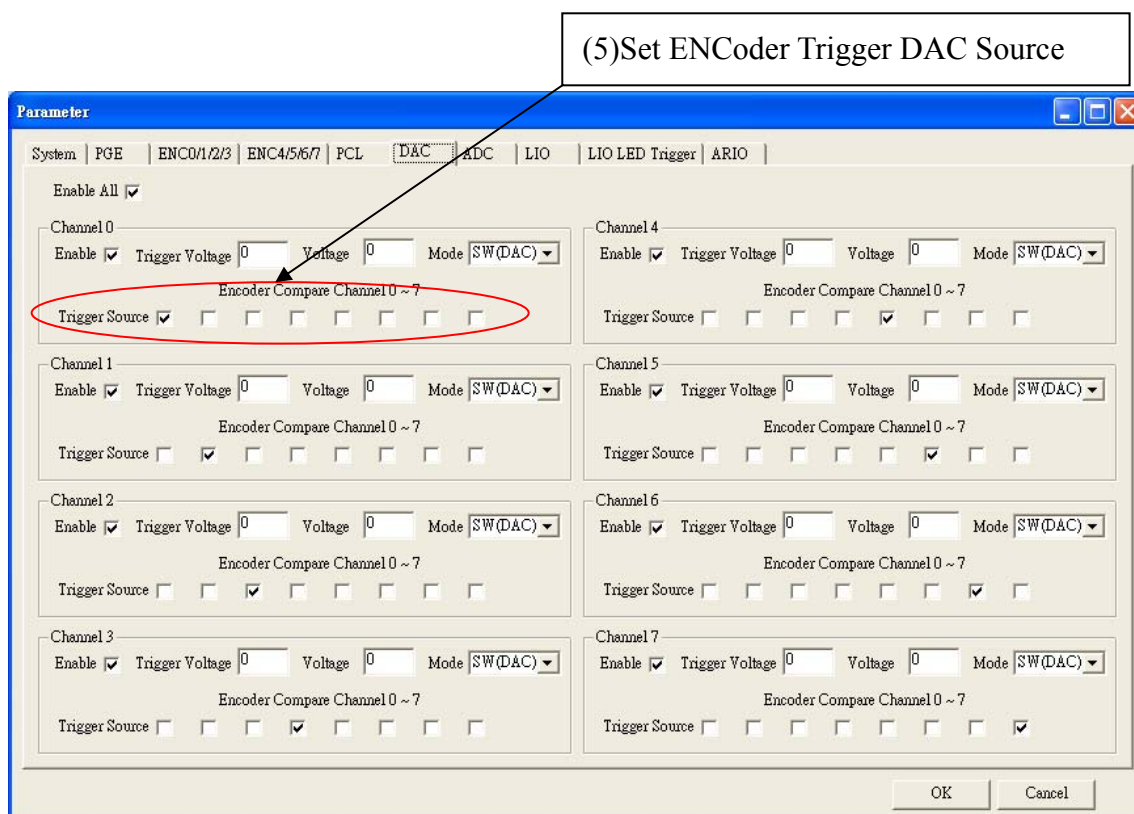 (5)Set ENCoder Trigger DAC Source
Parameter
System PGE ENC0/1/2/3 ENC4/5/6/7 PCL DAC ADC LIO LIO LED Trigger ARIO
Enable All
Channel 0
Enable Trigger Voltage 0 Voltage 0 Mode SW(DAC)
Encoder Compare Channel 0 ~ 7
Trigger Source
Channel 1
Enable Trigger Voltage 0 Voltage 0 Mode SW(DAC)
Encoder Compare Channel 0 ~ 7
Trigger Source
Channel 2
Enable Trigger Voltage 0 Voltage 0 Mode SW(DAC)
Encoder Compare Channel 0 ~ 7
Trigger Source
Channel 3
Enable Trigger Voltage 0 Voltage 0 Mode SW(DAC)
Encoder Compare Channel 0 ~ 7
Trigger Source
Channel 4
Enable Trigger Voltage 0 Voltage 0 Mode SW(DAC)
Encoder Compare Channel 0 ~ 7
Trigger Source
Channel 5
Enable Trigger Voltage 0 Voltage 0 Mode SW(DAC)
Encoder Compare Channel 0 ~ 7
Trigger Source
Channel 6
Enable Trigger Voltage 0 Voltage 0 Mode SW(DAC)
Encoder Compare Channel 0 ~ 7
Trigger Source
Channel 7
Enable Trigger Voltage 0 Voltage 0 Mode SW(DAC)
Encoder Compare Channel 0 ~ 7
Trigger Source
OK Cancel